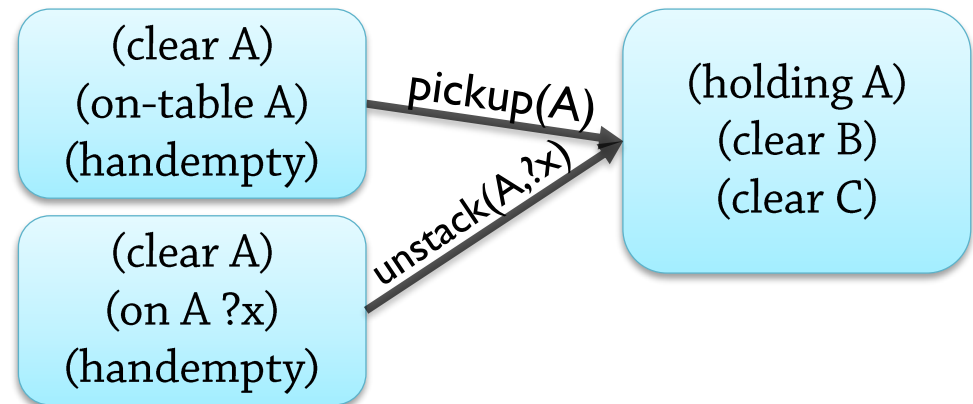 (clear A)
(on-table A)
(handempty)
pickup(A)
(holding A)
(clear B)
(clear C)
unstack(A,?x)
(clear A)
(on A ?x)
(handempty)